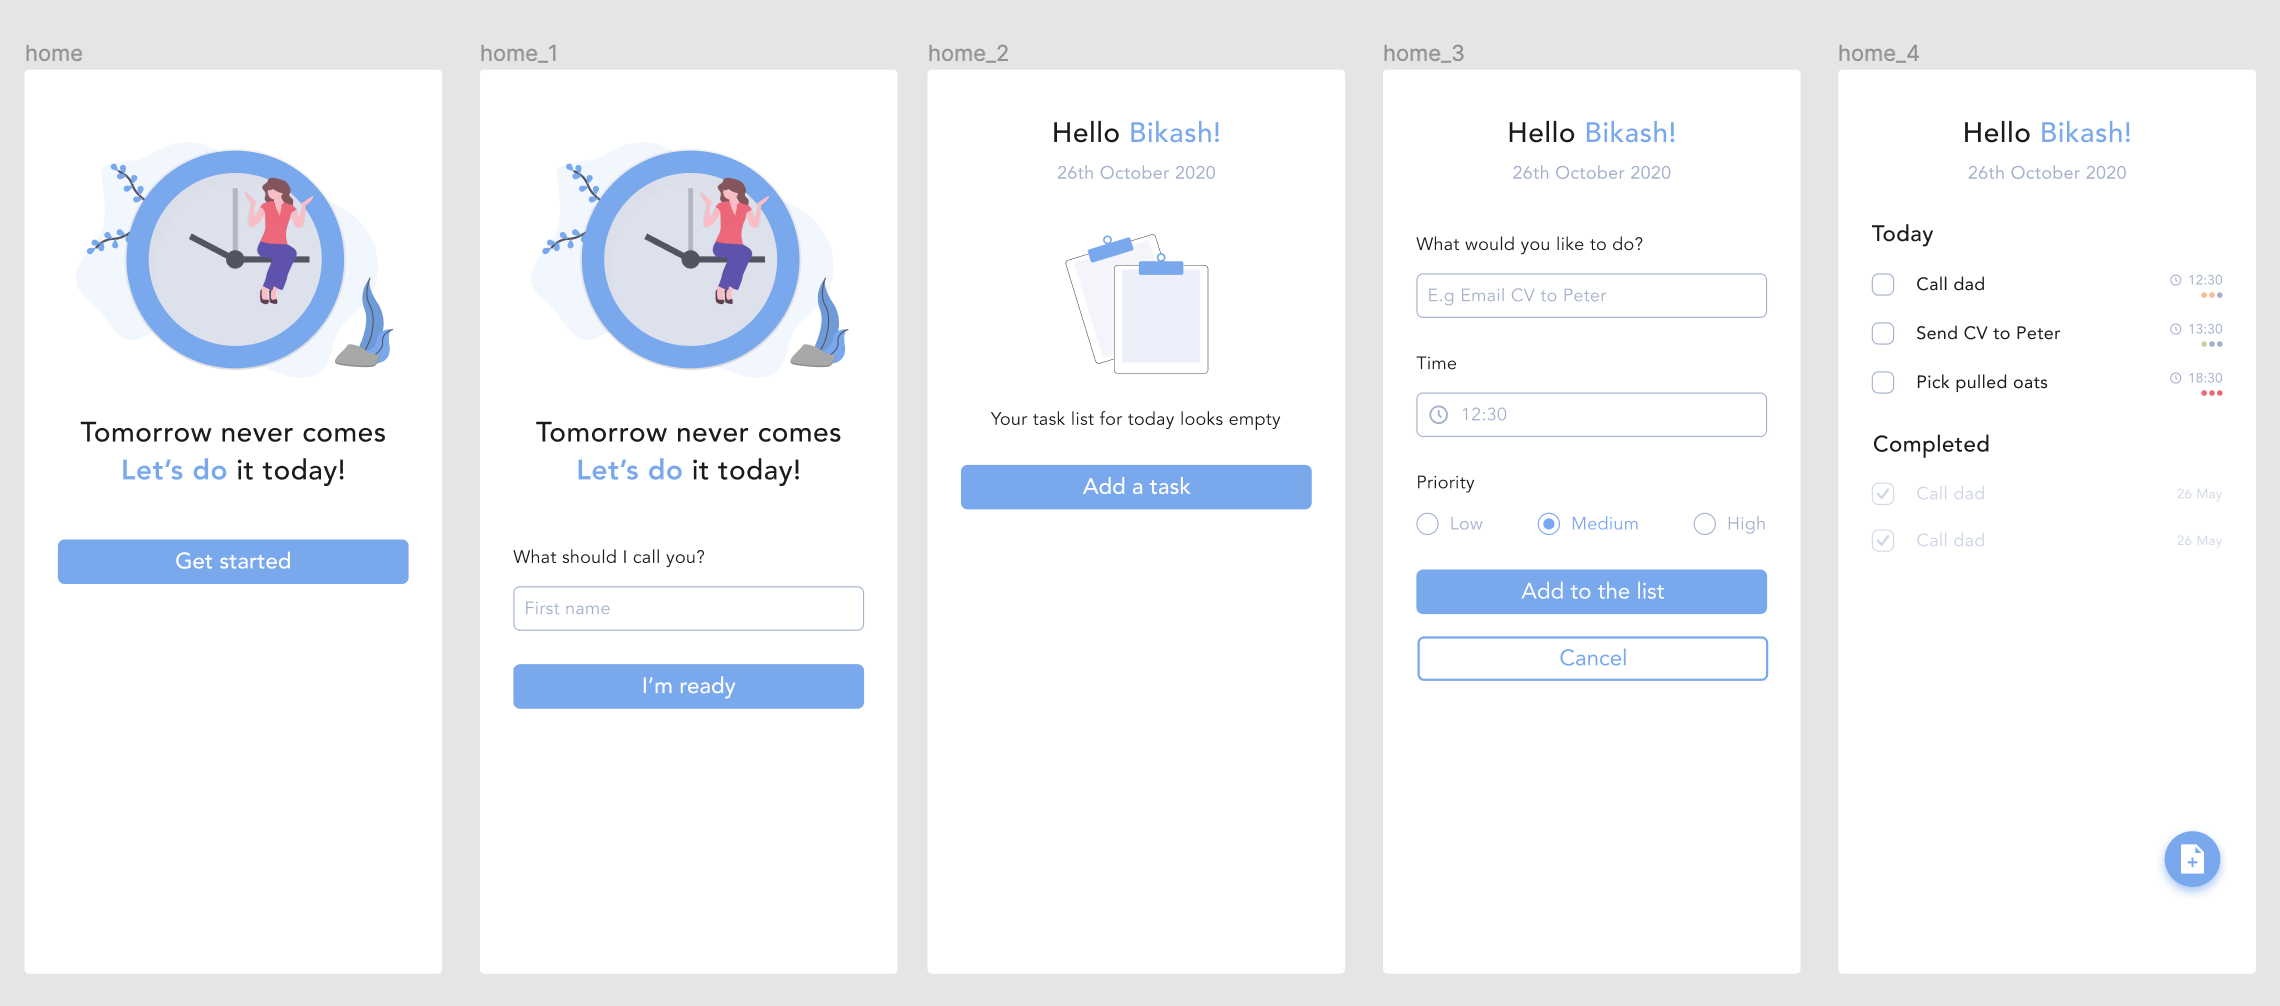 home
Tomorrow never comes
Let's do it today!
Get started
home_1
Tomorrow never comes
Let's do it today!
What should I call you?
First name
I'm ready
home_2
Hello Bikash!
26th October 2020
Your task list for today looks empty
Add a task
home_3
Hello Bikash!
26th October 2020
What would you like to do?
E.g Email CV to Peter
Time
12:30
Priority
Low Medium High
Add to the list
Cancel
home_4
Hello Bikash!
26th October 2020
Today
Call dad 12:30
Send CV to Peter 13:30
Pick pulled oats 18:30
Completed
Call dad 26 May
Call dad 26 May